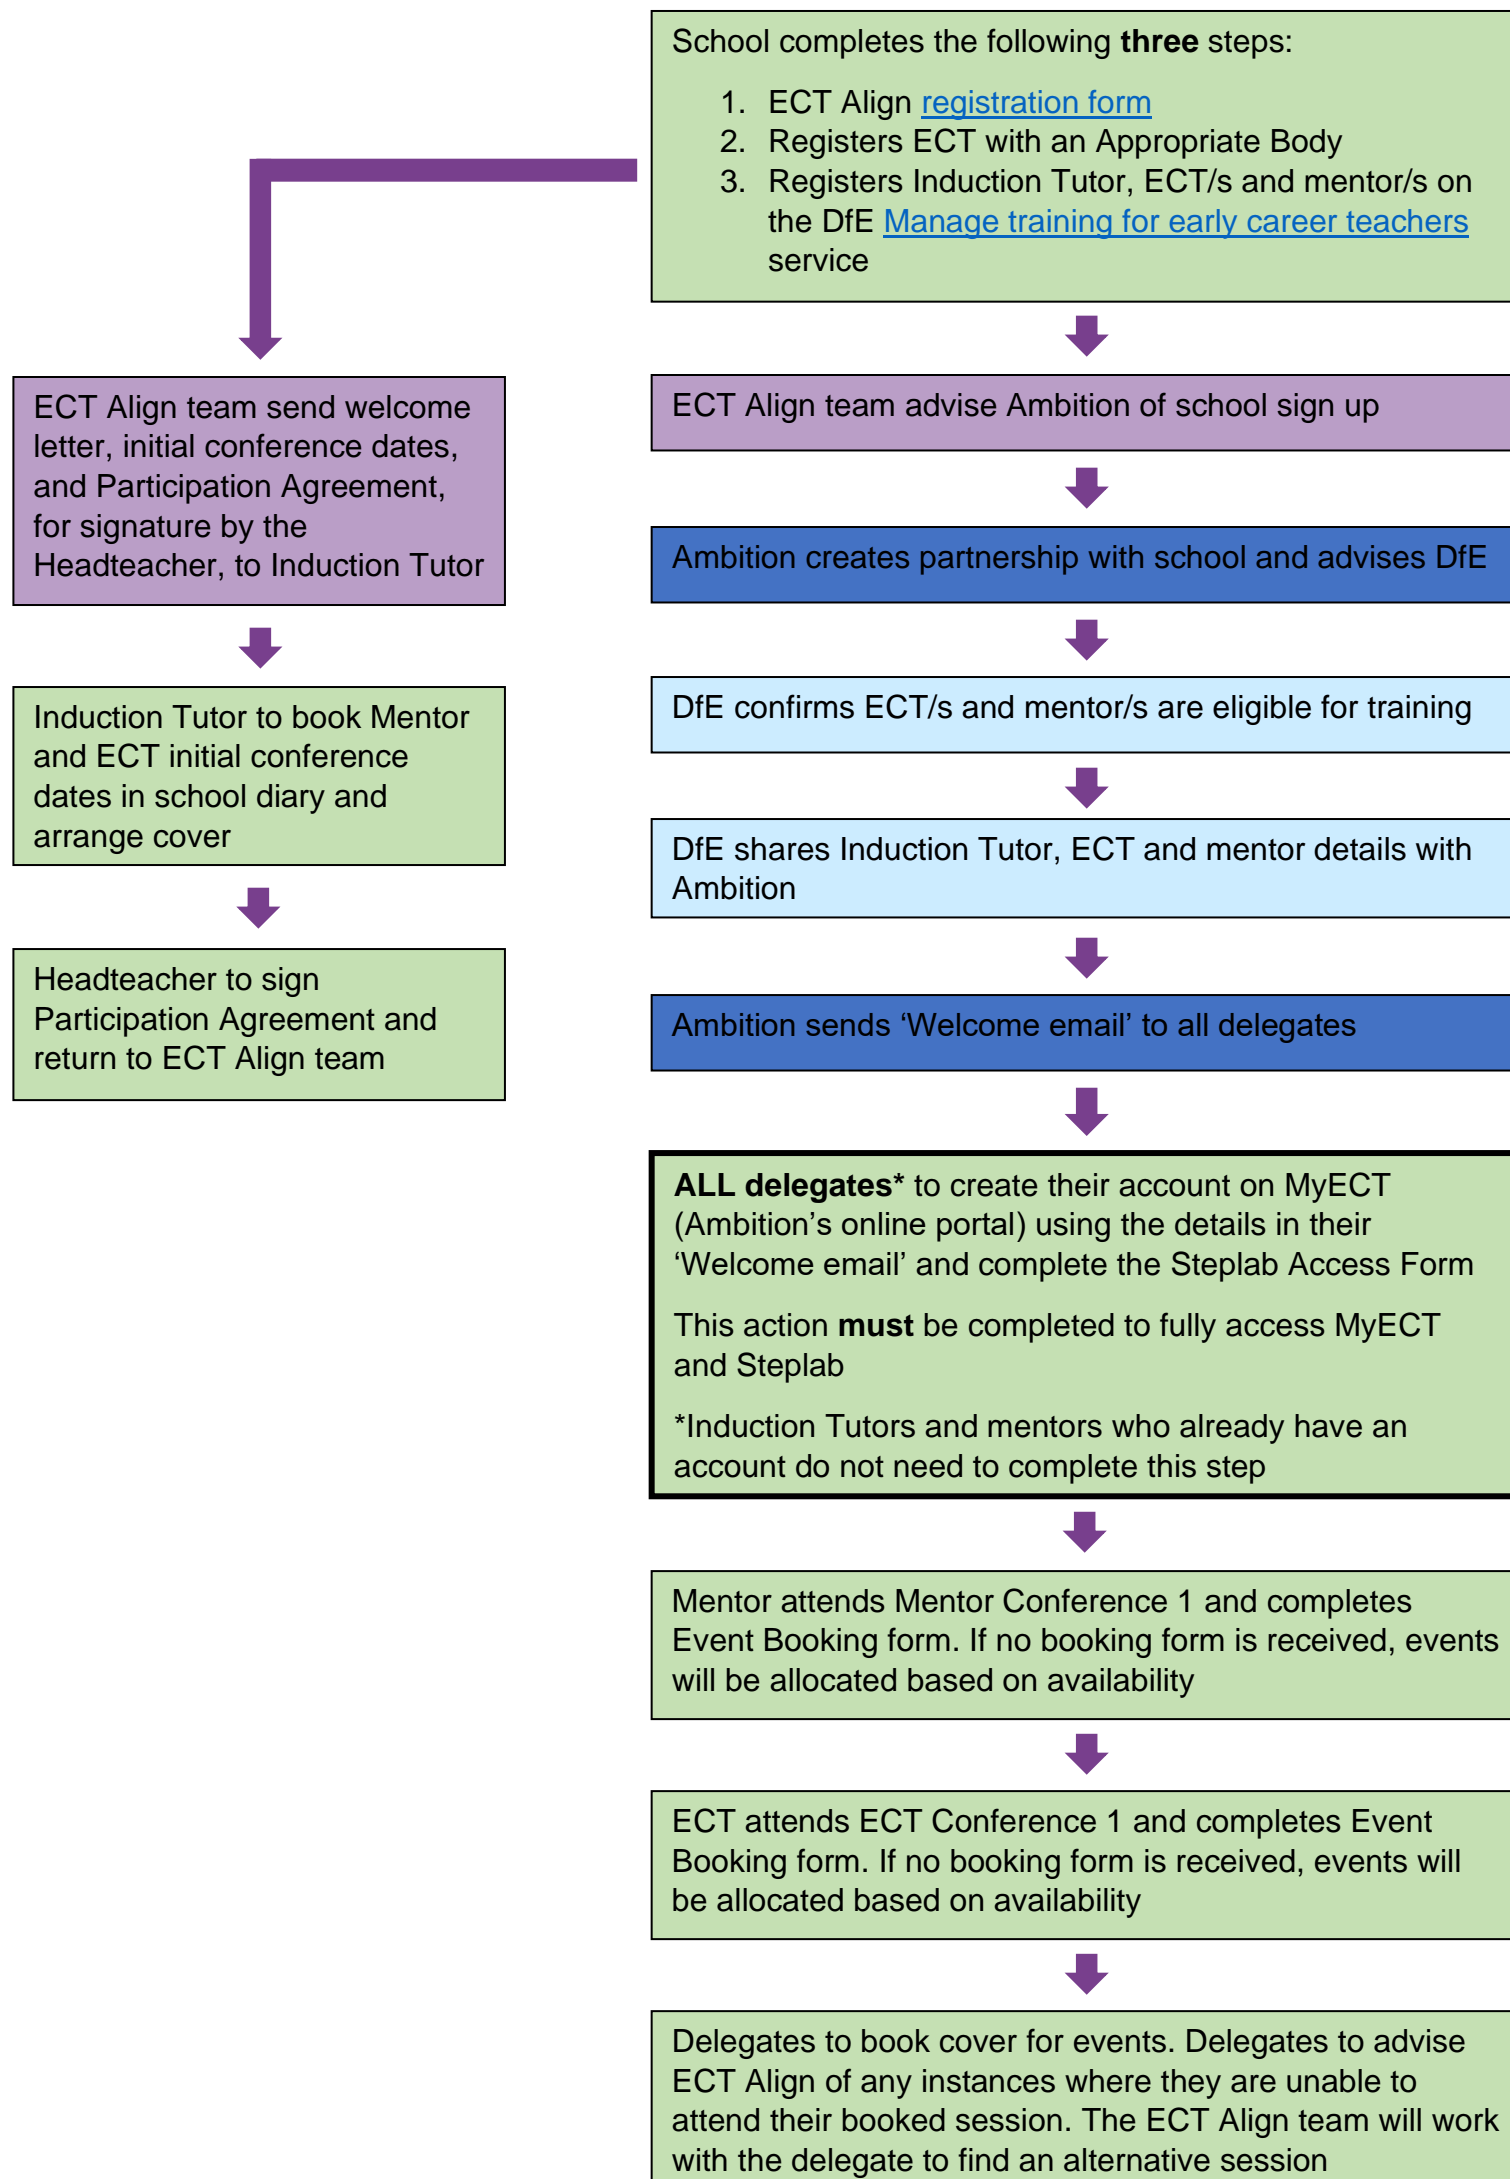 School completes the following three steps:
1. ECT Align registration form
2. Registers ECT with an Appropriate Body
3. Registers Induction Tutor, ECT/s and mentor/s on
the DfE Manage training for early career teachers
service
ECT Align team send welcome
letter, initial conference dates,
and Participation Agreement,
for signature by the
Headteacher, to Induction Tutor
Induction Tutor to book Mentor
and ECT initial conference
dates in school diary and
arrange cover
Headteacher to sign
Participation Agreement and
return to ECT Align team
ECT Align team advise Ambition of school sign up
Ambition creates partnership with school and advises DfE
DfE confirms ECT/s and mentor/s are eligible for training
DfE shares Induction Tutor, ECT and mentor details with
Ambition
Ambition sends ‘Welcome email’ to all delegates
ALL delegates* to create their account on MyECT
(Ambition’s online portal) using the details in their
‘Welcome email’ and complete the Steplab Access Form
This action must be completed to fully access MyECT
and Steplab
*Induction Tutors and mentors who already have an
account do not need to complete this step
Mentor attends Mentor Conference 1 and completes
Event Booking form. If no booking form is received, events
will be allocated based on availability
ECT attends ECT Conference 1 and completes Event
Booking form. If no booking form is received, events will
be allocated based on availability
Delegates to book cover for events. Delegates to advise
ECT Align of any instances where they are unable to
attend their booked session. The ECT Align team will work
with the delegate to find an alternative session